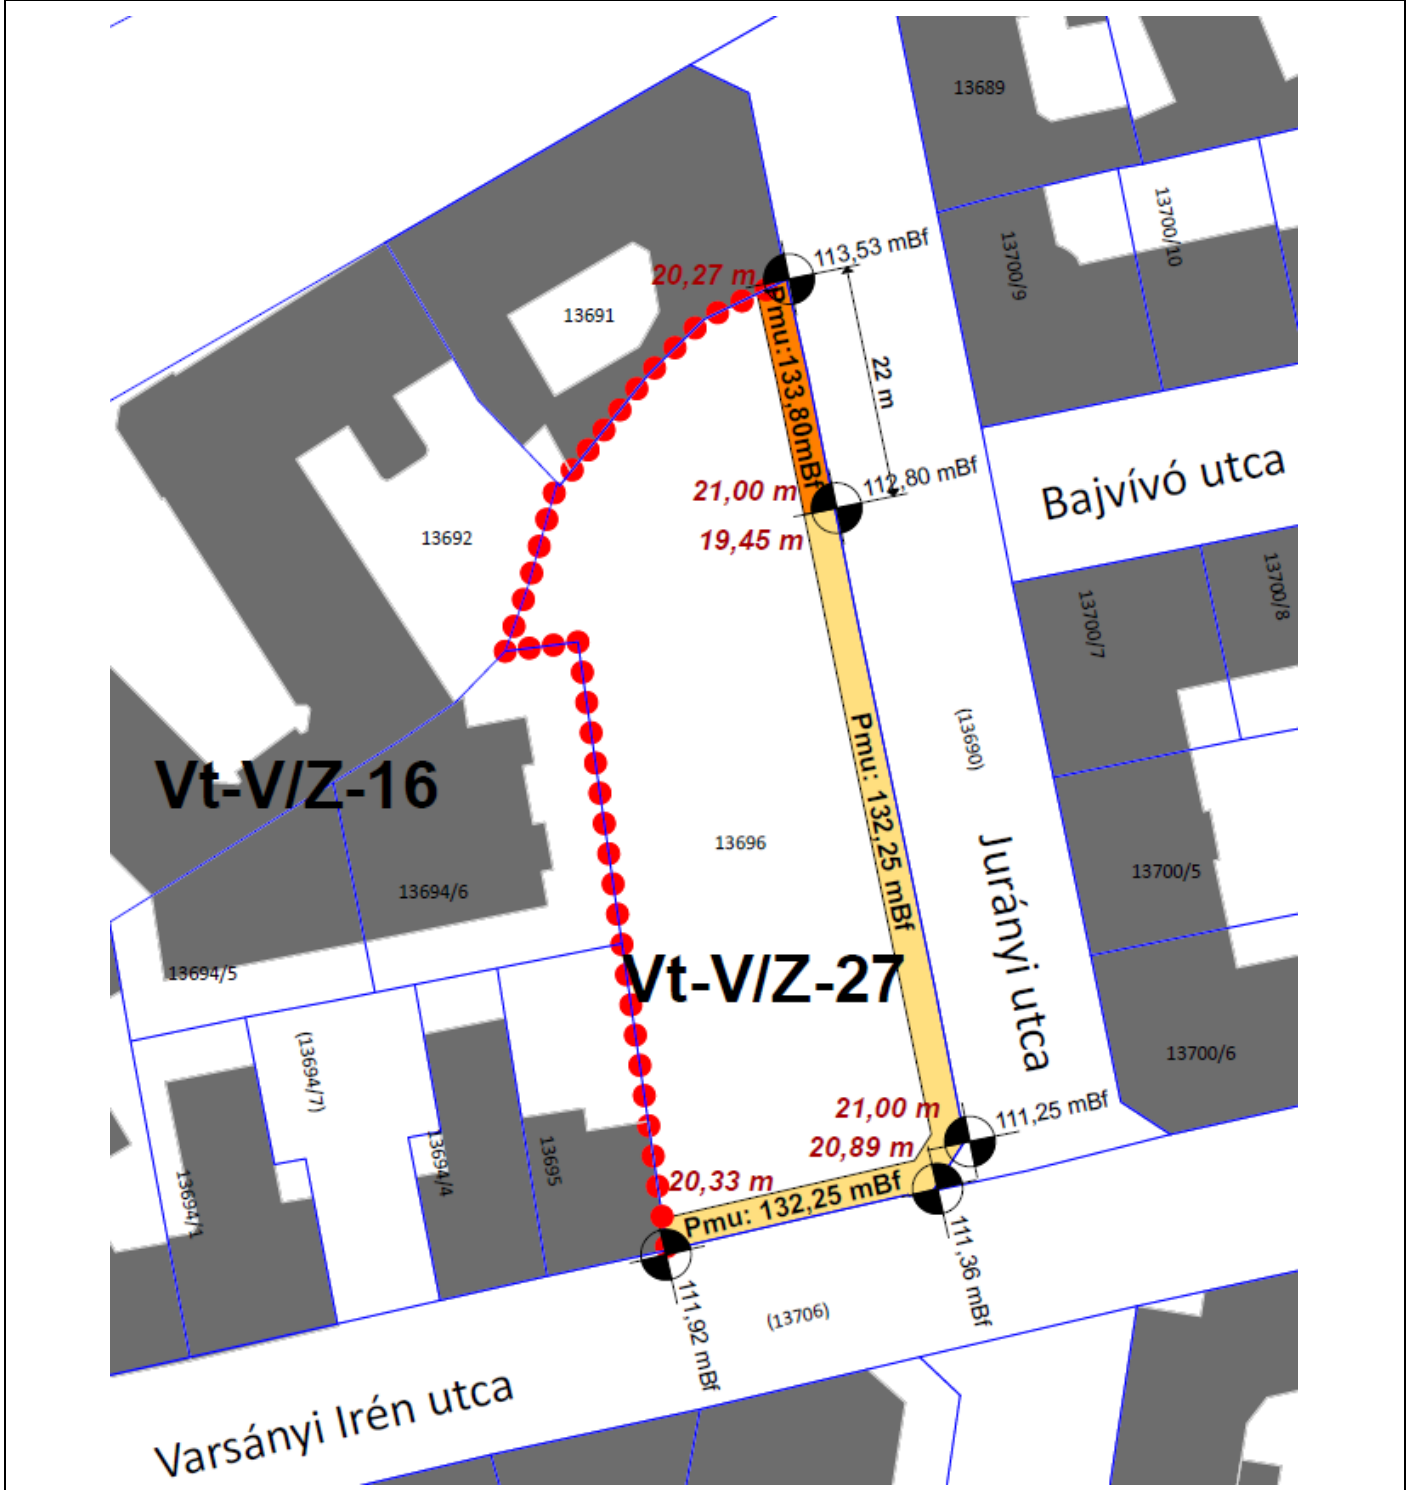 13689
13700/10
13700/9
113,53 mBf
20,27 m
13691
Pmu:133,80mBf
22 m
Bajvívó utca
112,80 mBf
21,00 m
19,45 m
13692
13700/8
13700/7
(13690)
Pmu: 132,25 mBf
Vt-V/Z-16
13696
Jurányi utca
13700/5
13694/6
13694/5
Vt-V/Z-27
(13694/7)
13700/6
111,25 mBf
21,00 m
20,89 m
13694/4
13695
20,33 m
13694/1
Pmu: 132,25 mBf
111,36 mBf
111,92 mBf
(13706)
Varsányi Irén utca